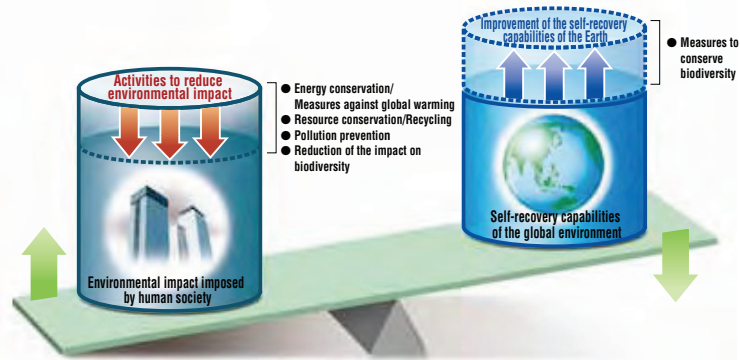 Activities to reduce
environmental impact
● Energy conservation/
Measures against global warming
● Resource conservation/Recycling
● Pollution prevention
● Reduction of the impact on
biodiversity
Environmental impact imposed
by human society
Improvement of the self-recovery
capabilities of the Earth
● Measures to
conserve
biodiversity
Self-recovery capabilities
of the global environment